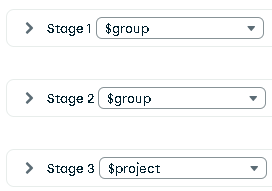 Stage 1 $group
Stage 2 $group
Stage 3 $project